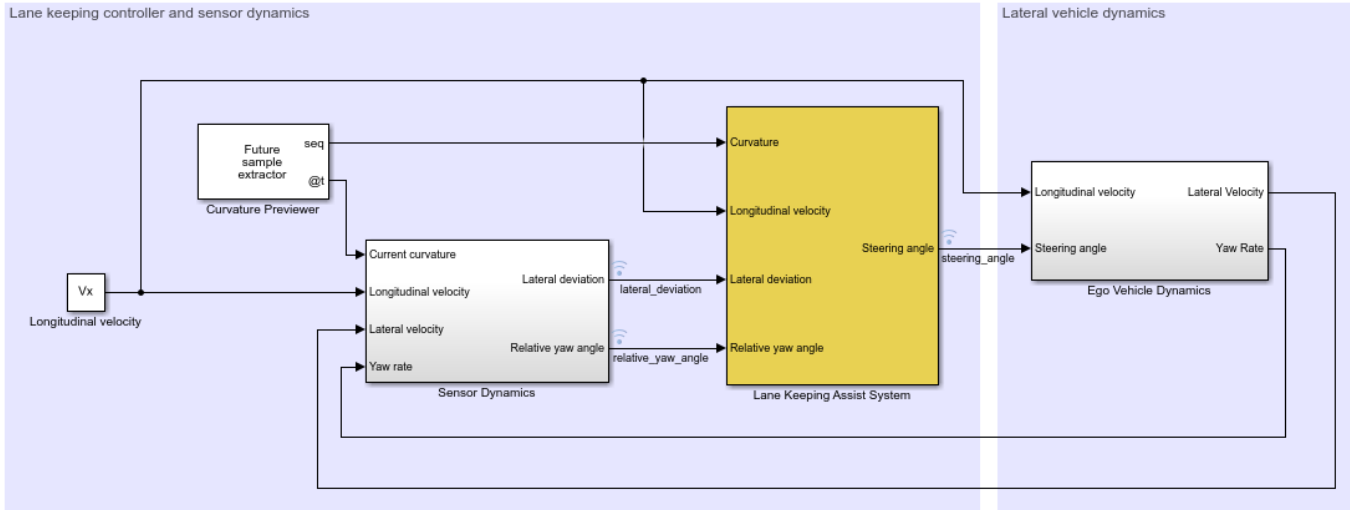 Lane keeping controller and sensor dynamics
Lateral vehicle dynamics
Future
sample
extractor
seq
@t
Curvature Previewer
Vx
Longitudinal velocity
Current curvature
Longitudinal velocity
Lateral velocity
Yaw rate
Lateral deviation
Relative yaw angle
Sensor Dynamics
lateral_deviation
relative_yaw_angle
Curvature
Longitudinal velocity
Lateral deviation
Relative yaw angle
Steering angle
Lane Keeping Assist System
steering_angle
Longitudinal velocity
Steering angle
Lateral Velocity
Yaw Rate
Ego Vehicle Dynamics